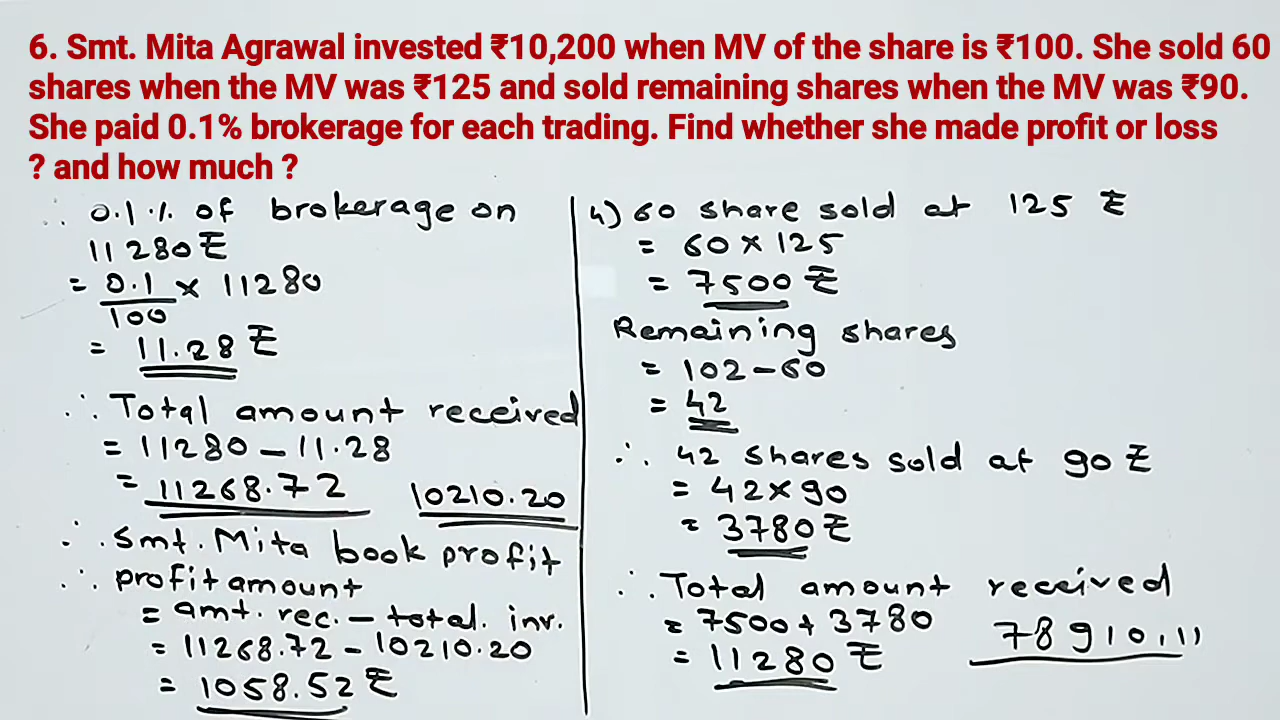 6. Smt. Mita Agrawal invested ₹10,200 when MV of the share is ₹100. She sold 60
shares when the MV was ₹125 and sold remaining shares when the MV was ₹90.
She paid 0.1% brokerage for each trading. Find whether she made profit or loss
? and how much ?
∴ 0.1 % of brokerage on
11280 ₹
= 0.1/100 × 11280
= 11.28 ₹
∴ Total amount received
= 11280 – 11.28
= 11268.72
10210.20
∴ Smt. Mita book profit
∴ profit amount
= amt. rec. – total. inv.
= 11268.72 – 10210.20
= 1058.52 ₹
4) 60 share sold at 125 ₹
= 60 × 125
= 7500 ₹
Remaining shares
= 102 – 60
= 42
∴ 42 shares sold at 90 ₹
= 42 × 90
= 3780 ₹
∴ Total amount received
= 7500 + 3780
= 11280 ₹
78910.11